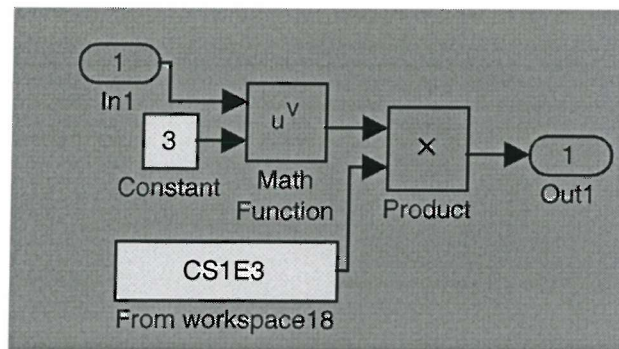 1
In1
3
Constant
u^v
Math
Function
×
Product
1
Out1
CS1E3
From workspace18